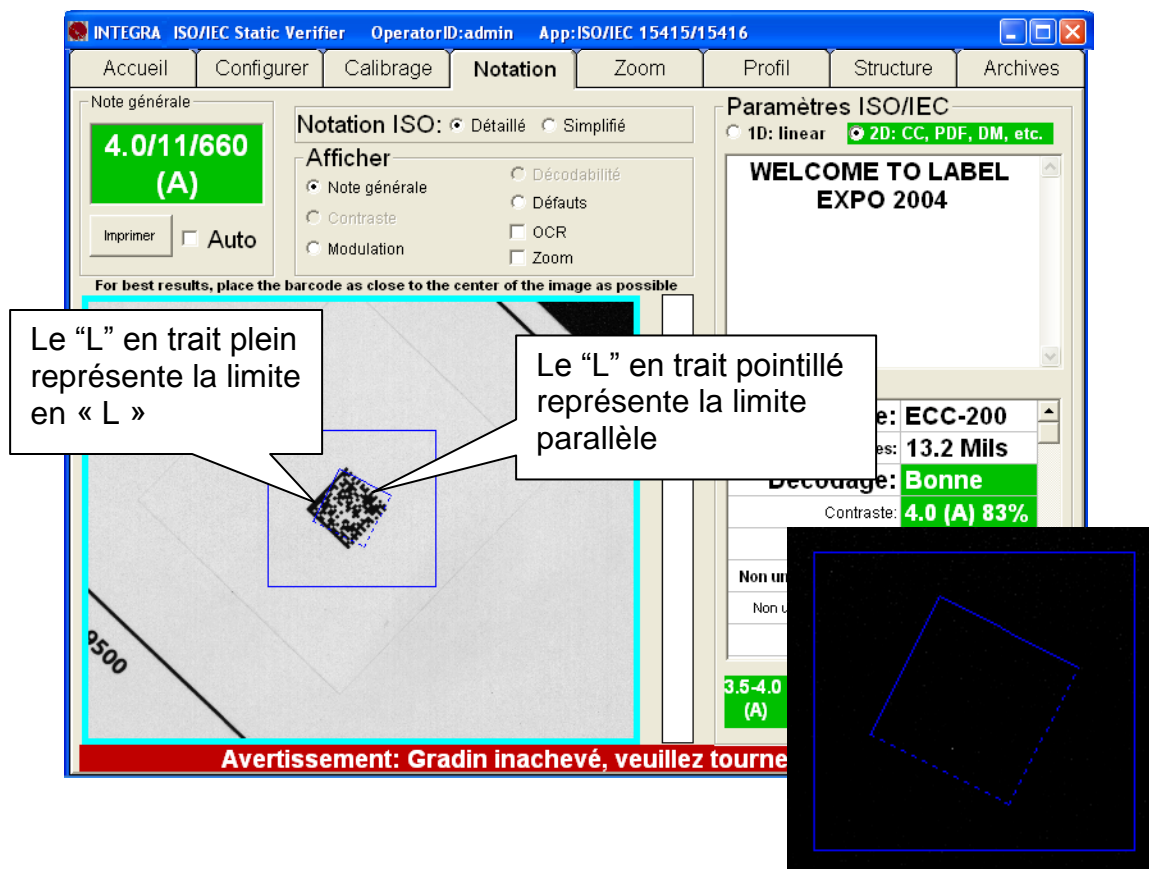 INTEGRA ISO/IEC Static Verifier OperatorID:admin App:ISO/IEC 15415/15416
Accueil Configurer Calibrage Notation Zoom Profil Structure Archives
Note générale
4.0/11/660
(A)
Imprimer
Auto
Notation ISO: Détaillé Simplifié
Afficher
Note générale
Contraste
Modulation
Décodabilité
Défauts
OCR
Zoom
Paramètres ISO/IEC
1D: linear 2D: CC, PDF, DM, etc.
WELCOME TO LABEL
EXPO 2004
For best results, place the barcode as close to the center of the image as possible
Le “L” en trait plein
représente la limite
en « L »
Le “L” en trait pointillé
représente la limite
parallèle
ECC-200
13.2 Mils
Décodage: Bonne
Contraste: 4.0 (A) 83%
Non
Non
9500
3.5-4.0
(A)
Avertissement: Gradin inachevé, veuillez